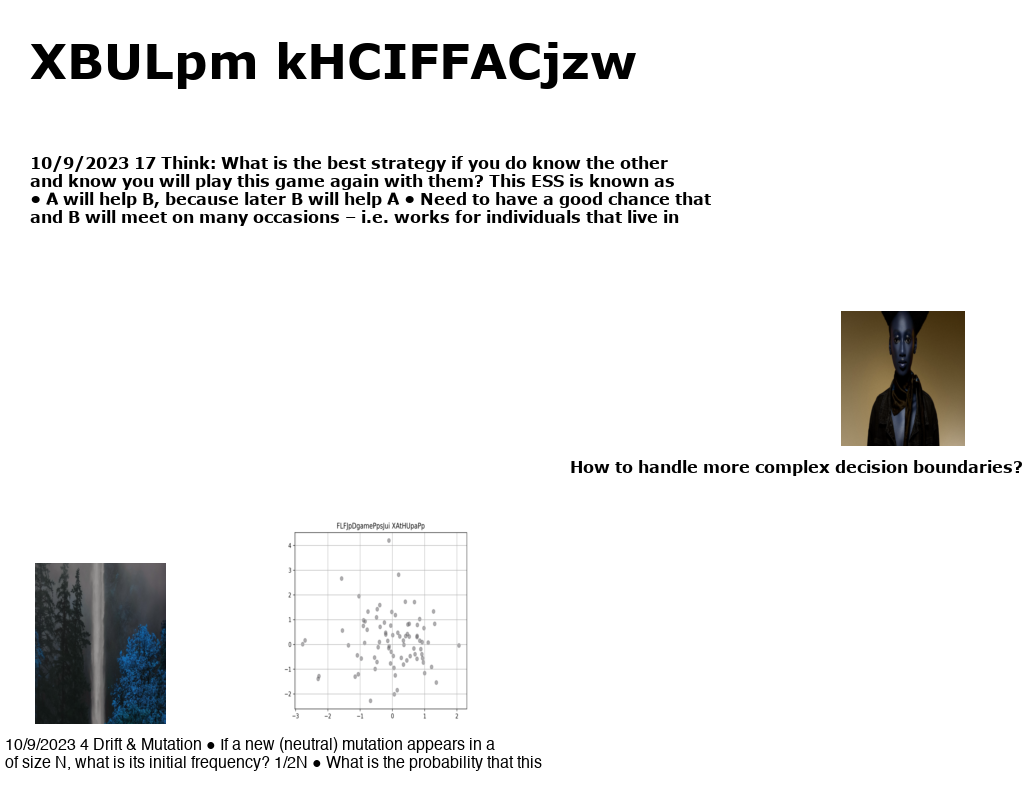 XBULpm kHCIFFACjzw
10/9/2023 17 Think: What is the best strategy if you do know the other
and know you will play this game again with them? This ESS is known as
● A will help B, because later B will help A ● Need to have a good chance that
and B will meet on many occasions – i.e. works for individuals that live in
How to handle more complex decision boundaries?
FLFJpDgamePpsJui XAtHUpaPp
4
3
2
1
0
−1
−2
−3 −2 −1 0 1 2
10/9/2023 4 Drift & Mutation ● If a new (neutral) mutation appears in a
of size N, what is its initial frequency? 1/2N ● What is the probability that this